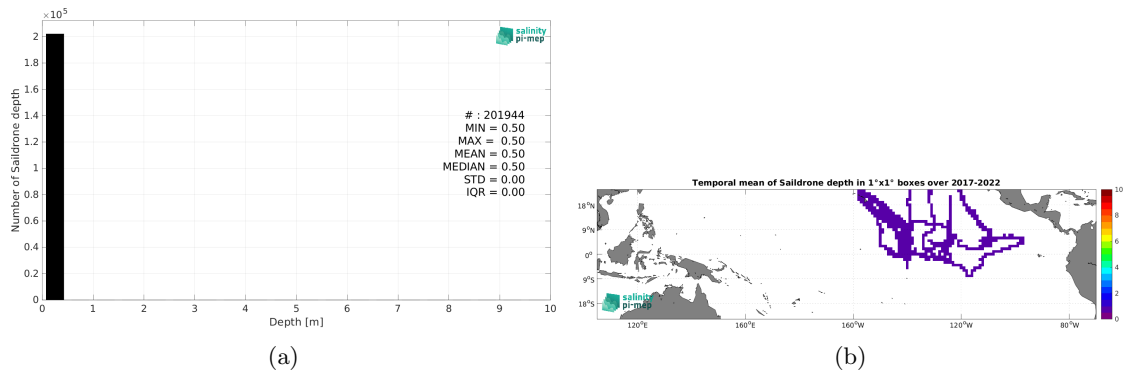 ×10⁵
2
1.8
1.6
1.4
1.2
1
0.8
0.6
0.4
0.2
0
Number of Saildrone depth
0 1 2 3 4 5 6 7 8 9 10
Depth [m]
salinity
pi-mep
# : 201944
MIN = 0.50
MAX = 0.50
MEAN = 0.50
MEDIAN = 0.50
STD = 0.00
IQR = 0.00
(a)
Temporal mean of Saildrone depth in 1°x1° boxes over 2017-2022
18°N
9°N
0°
9°S
18°S
120°E 160°E 160°W 120°W 80°W
salinity
pi-mep
10
8
6
4
2
0
(b)